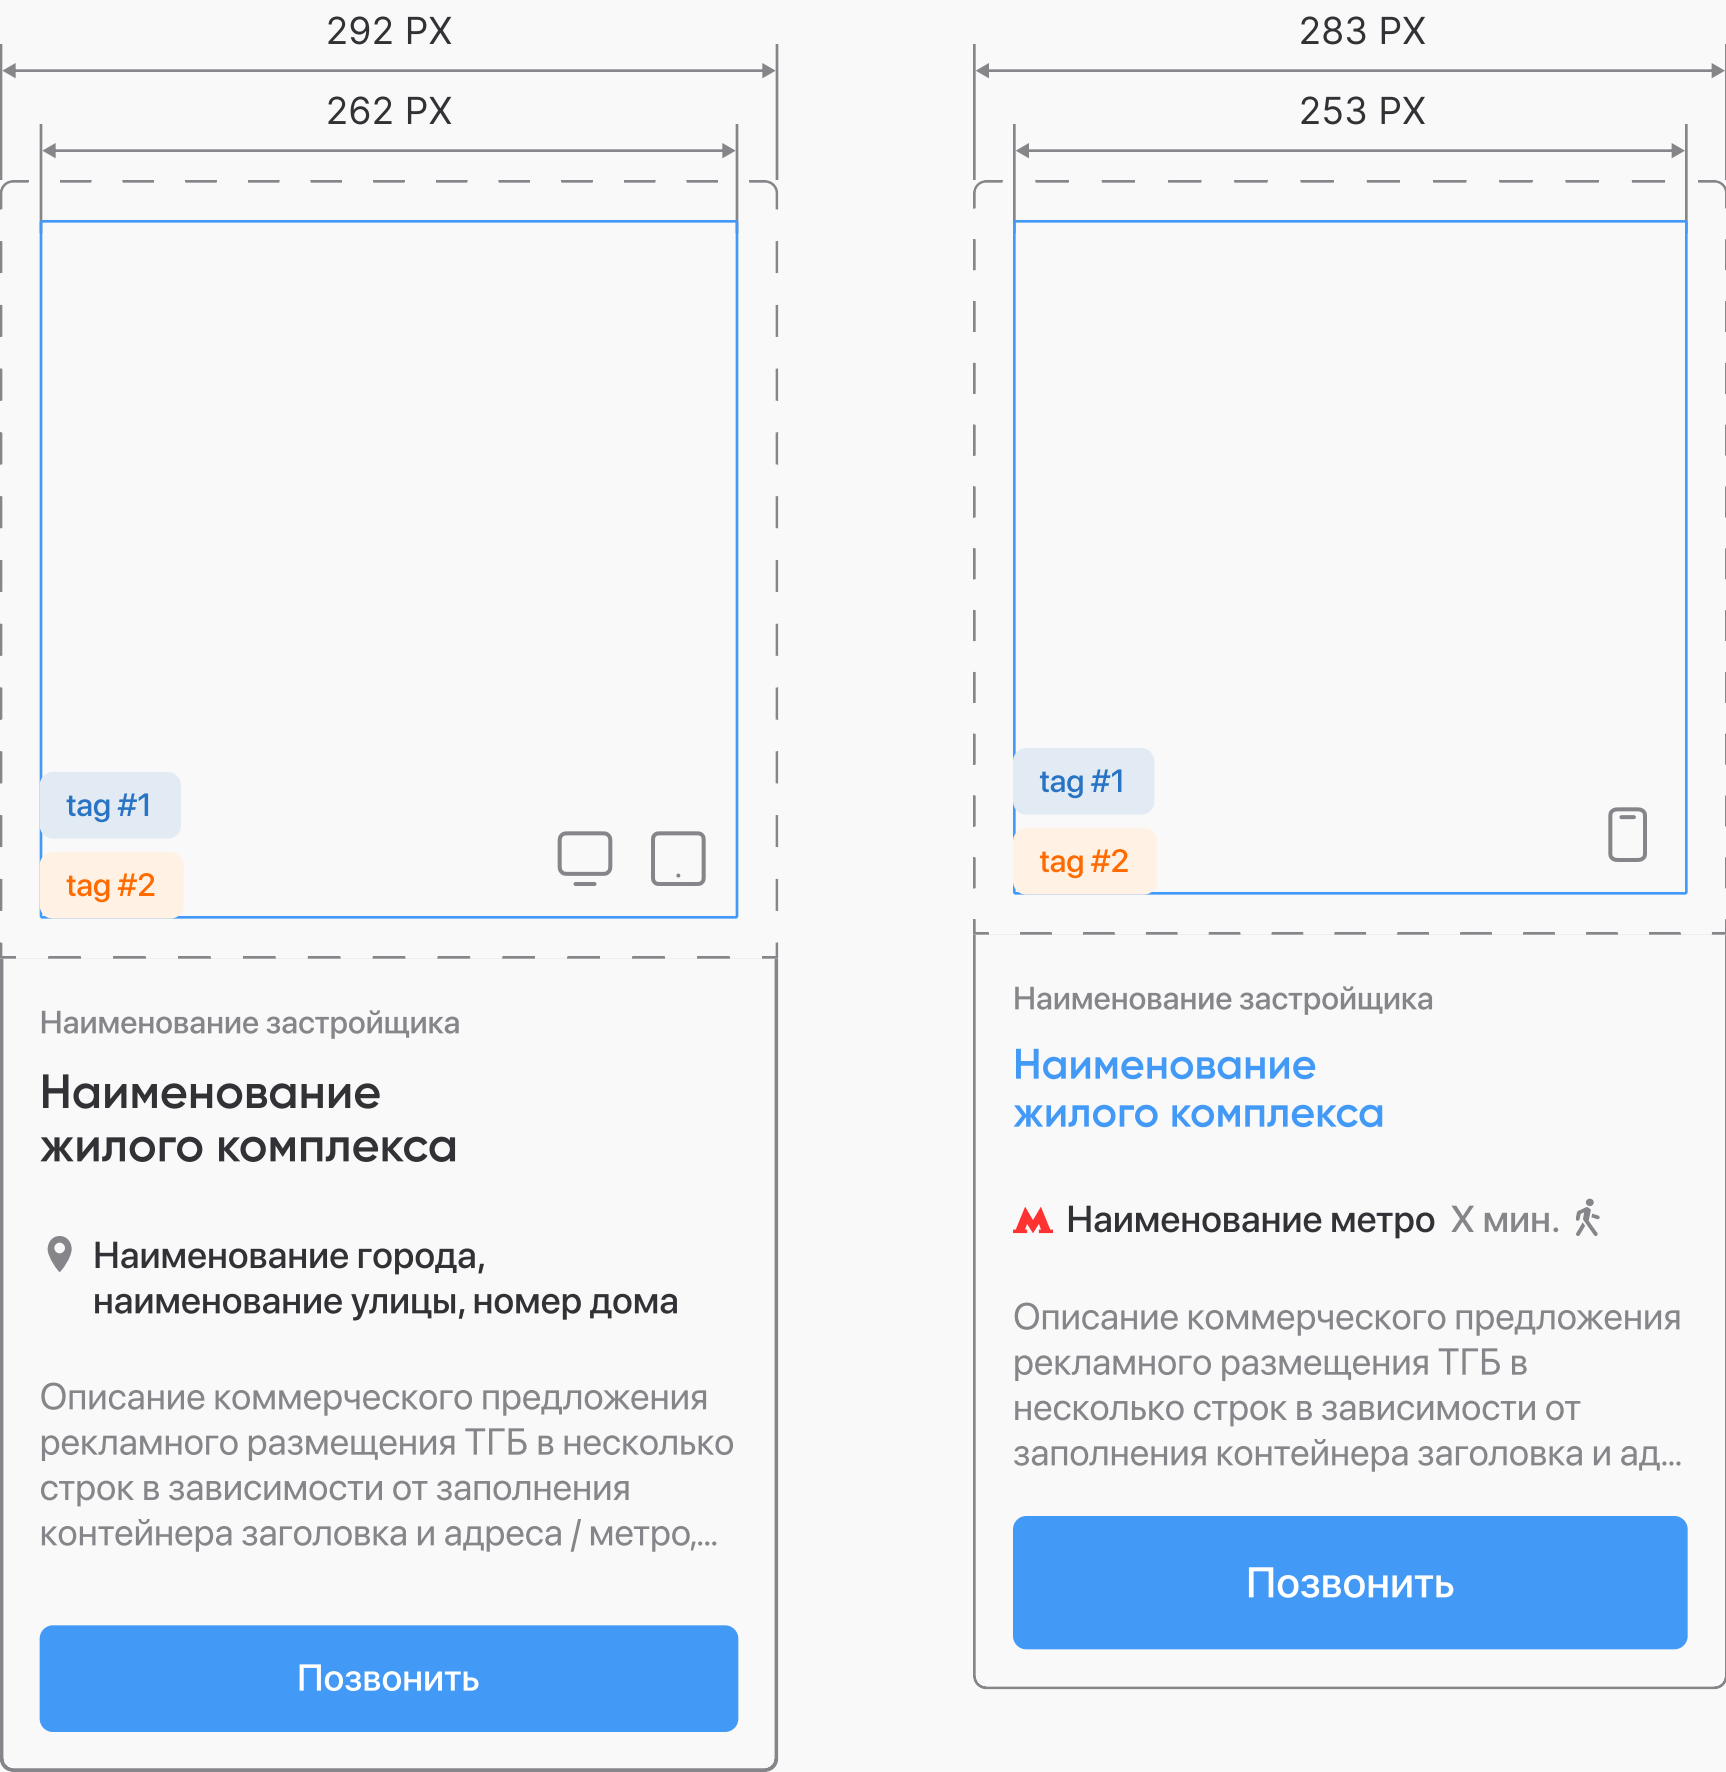 292 PX
262 PX
tag #1
tag #2
Наименование застройщика
Наименование
жилого комплекса
Наименование города,
наименование улицы, номер дома
Описание коммерческого предложения
рекламного размещения ТГБ в несколько
строк в зависимости от заполнения
контейнера заголовка и адреса / метро,...
Позвонить
283 PX
253 PX
tag #1
tag #2
Наименование застройщика
Наименование
жилого комплекса
Наименование метро X мин.
Описание коммерческого предложения
рекламного размещения ТГБ в
несколько строк в зависимости от
заполнения контейнера заголовка и ад...
Позвонить